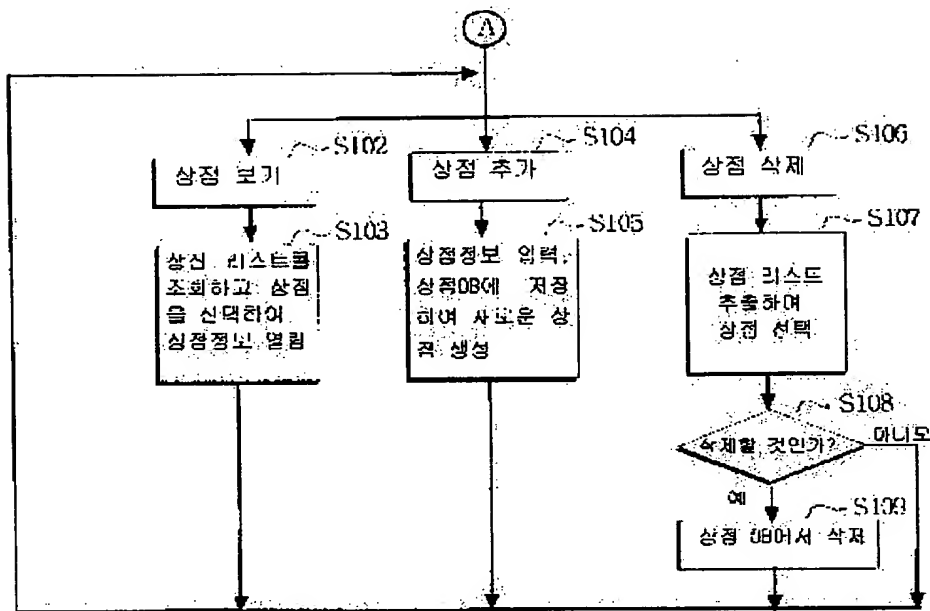 A
S102
상점 보기
S104
상점 추가
S106
상점 삭제
S103
상점 리스트를
조회하고 상점
을 선택하여
상점정보 열림
S105
상점정보 입력,
상점DB에 저장
하여 새로운 상
점 생성
S107
상점 리스트
추출하며
상점 선택
S108
삭제할 것인가?
아니오
예
S109
상점 DB에서 삭제